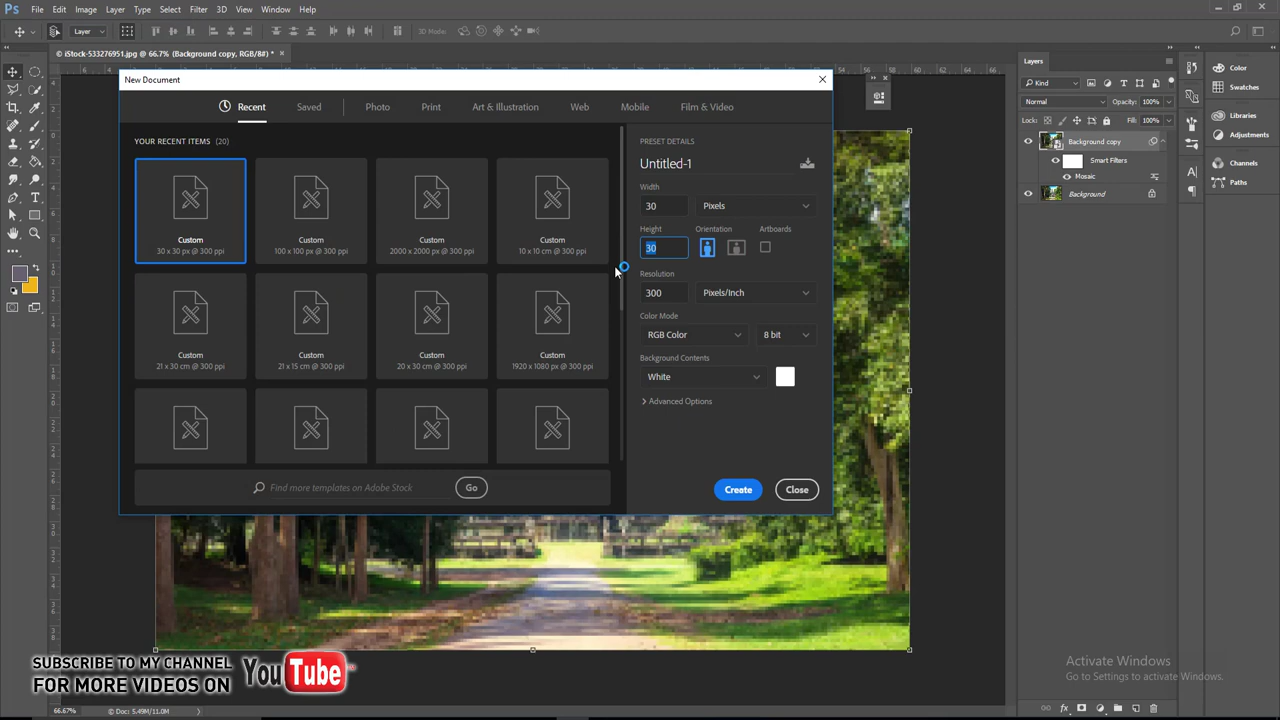 Ps File Edit Image Layer Type Select Filter 3D View Window Help
Layer 3D Mode:
© iStock-533276951.jpg @ 66.7% (Background copy, RGB/8#) * ×
New Document
Recent Saved Photo Print Art & Illustration Web Mobile Film & Video
YOUR RECENT ITEMS (20)
Custom
30 x 30 px @ 300 ppi
Custom
100 x 100 px @ 300 ppi
Custom
2000 x 2000 px @ 300 ppi
Custom
10 x 10 cm @ 300 ppi
Custom
21 x 30 cm @ 300 ppi
Custom
21 x 15 cm @ 300 ppi
Custom
20 x 30 cm @ 300 ppi
Custom
1920 x 1080 px @ 300 ppi
Find more templates on Adobe Stock Go
PRESET DETAILS
Untitled-1
Width
30 Pixels
Height Orientation Artboards
30
Resolution
300 Pixels/Inch
Color Mode
RGB Color 8 bit
Background Contents
White
Advanced Options
Create Close
Layers
Kind
Normal Opacity: 100%
Lock: Fill: 100%
Background copy
Smart Filters
Mosaic
Background
Color
Swatches
Libraries
Adjustments
Channels
Paths
SUBSCRIBE TO MY CHANNEL
FOR MORE VIDEOS ON YouTube
Activate Windows
Go to Settings to activate Windows.
66.67% Doc: 5.49M/11.0M